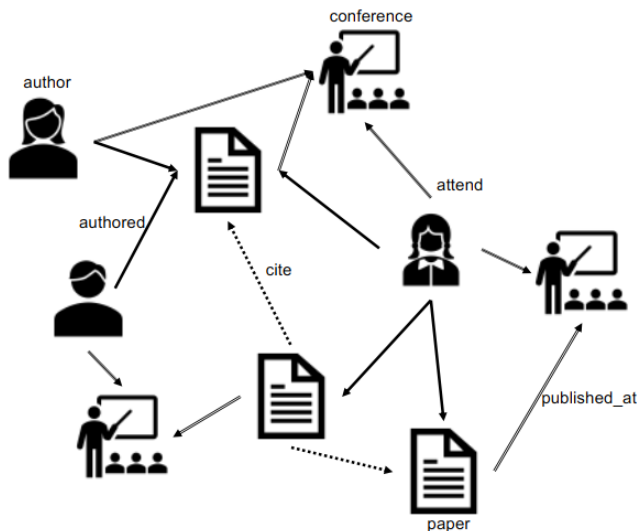 conference
author
attend
authored
cite
published_at
paper